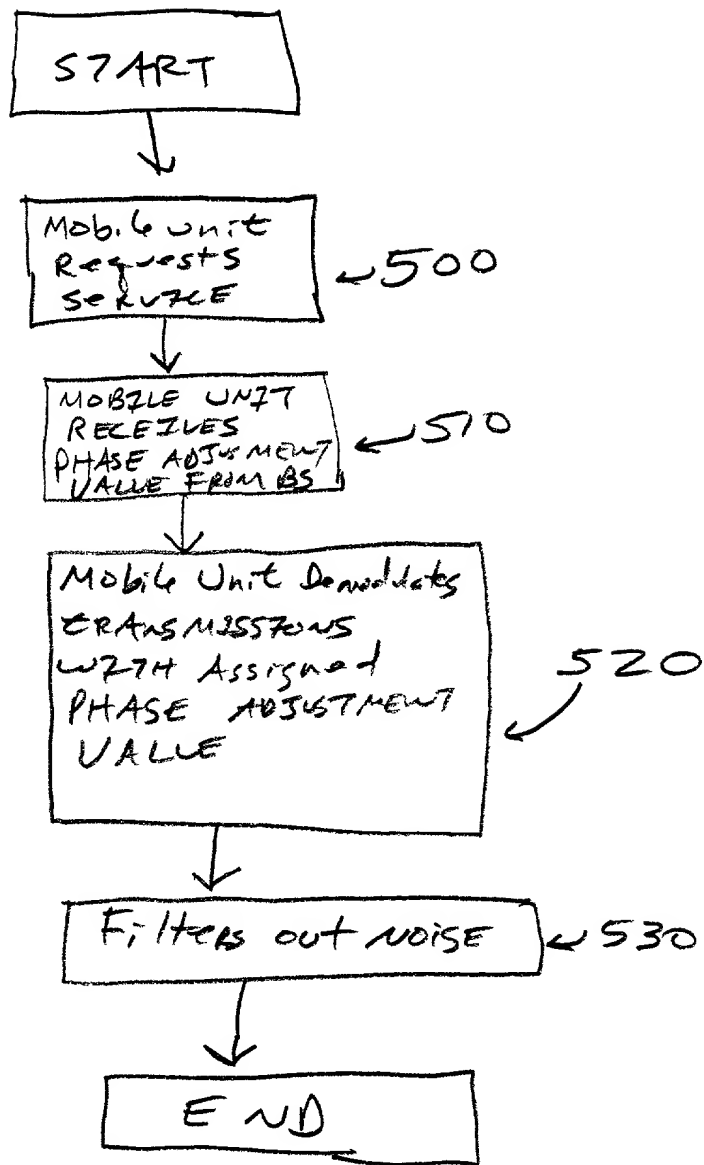 START
Mobile unit
Requests
SERVICE
500
MOBILE UNIT
RECEIVES
PHASE ADJUSMENT
VALUE FROM BS
510
Mobile Unit Demodulates
TRANSMISSIONS
WITH Assigned
PHASE ADJUSTMENT
VALUE
520
Filters out NOISE
530
END